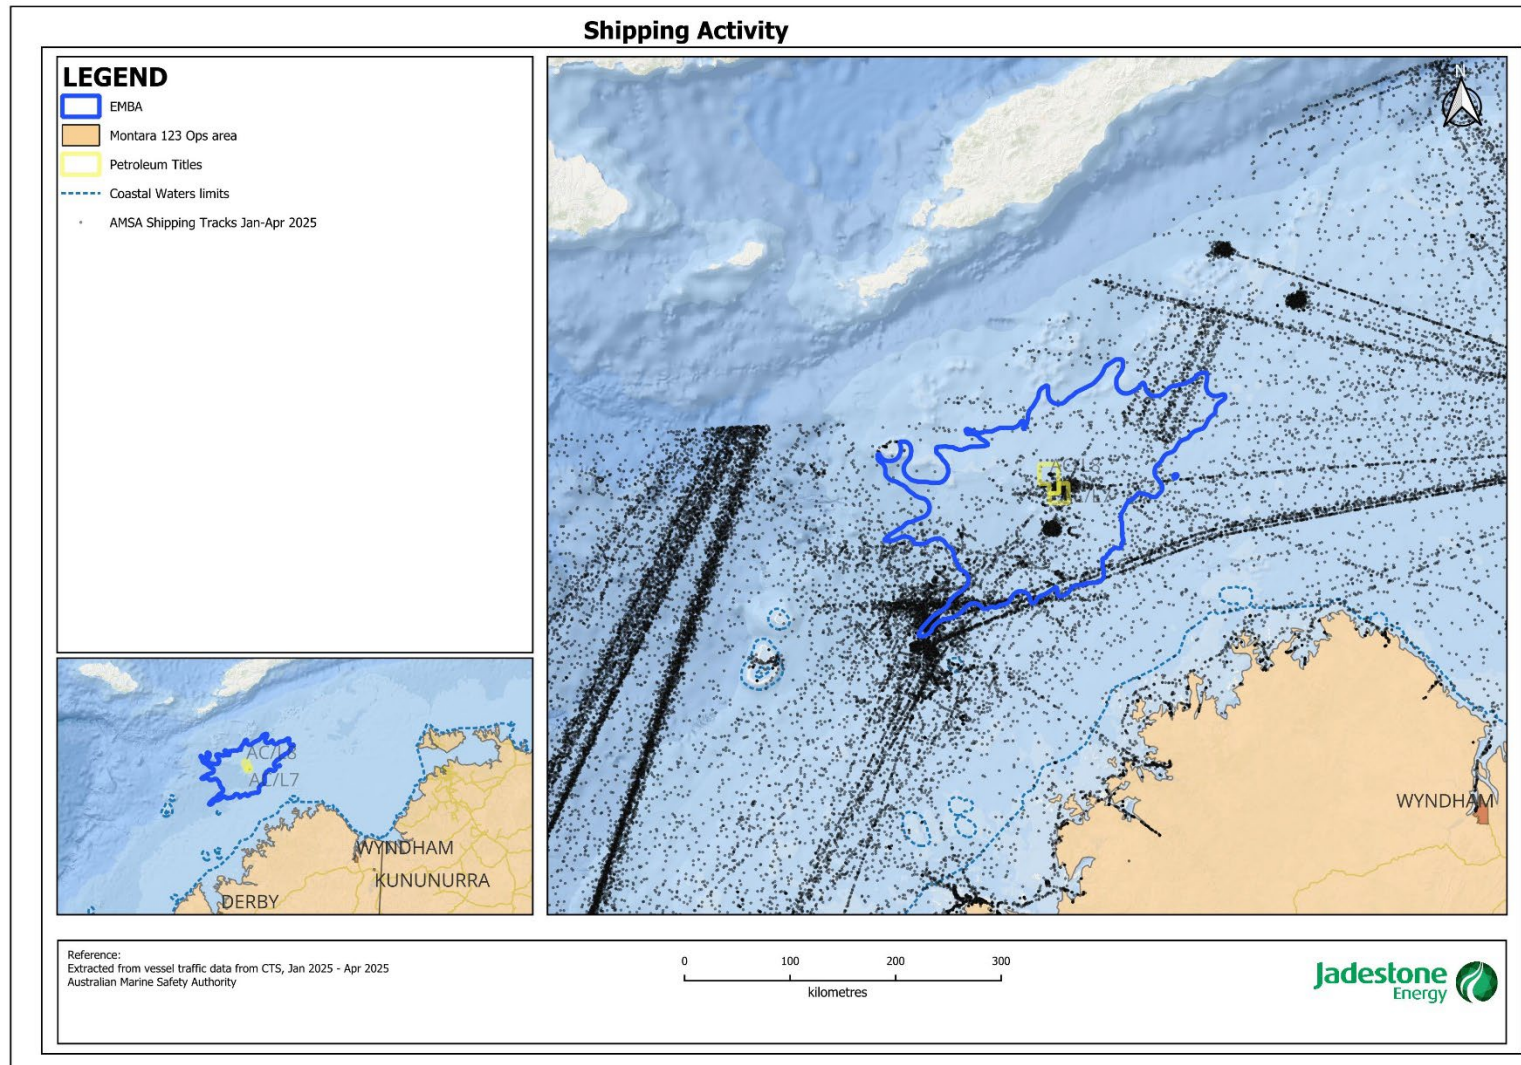 Shipping Activity
LEGEND
EMBA
Montara 123 Ops area
Petroleum Titles
Coastal Waters limits
AMSA Shipping Tracks Jan-Apr 2025
N
WYNDHAM
AC/L8
AC/L7
WYNDHAM
KUNUNURRA
DERBY
Reference:
Extracted from vessel traffic data from CTS, Jan 2025 - Apr 2025
Australian Marine Safety Authority
0 100 200 300
kilometres
Jadestone
Energy